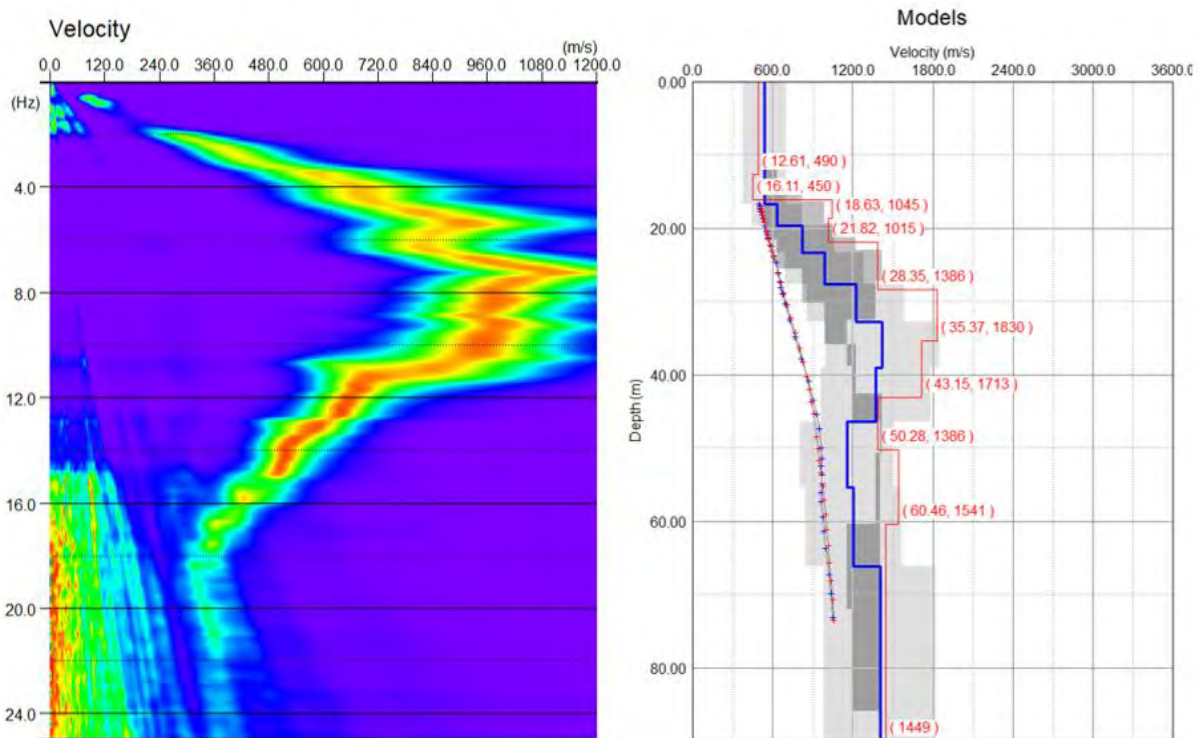 Velocity
(m/s)
0.0 120.0 240.0 360.0 480.0 600.0 720.0 840.0 960.0 1080.0 1200.0
(Hz)
4.0
8.0
12.0
16.0
20.0
24.0
Models
Velocity (m/s)
0.0 600.0 1200.0 1800.0 2400.0 3000.0 3600.0
0.00
20.00
40.00
60.00
80.00
Depth (m)
( 12.61, 490 )
( 16.11, 450 )
( 18.63, 1045 )
( 21.82, 1015 )
( 28.35, 1386 )
( 35.37, 1830 )
( 43.15, 1713 )
( 50.28, 1386 )
( 60.46, 1541 )
( 1449 )